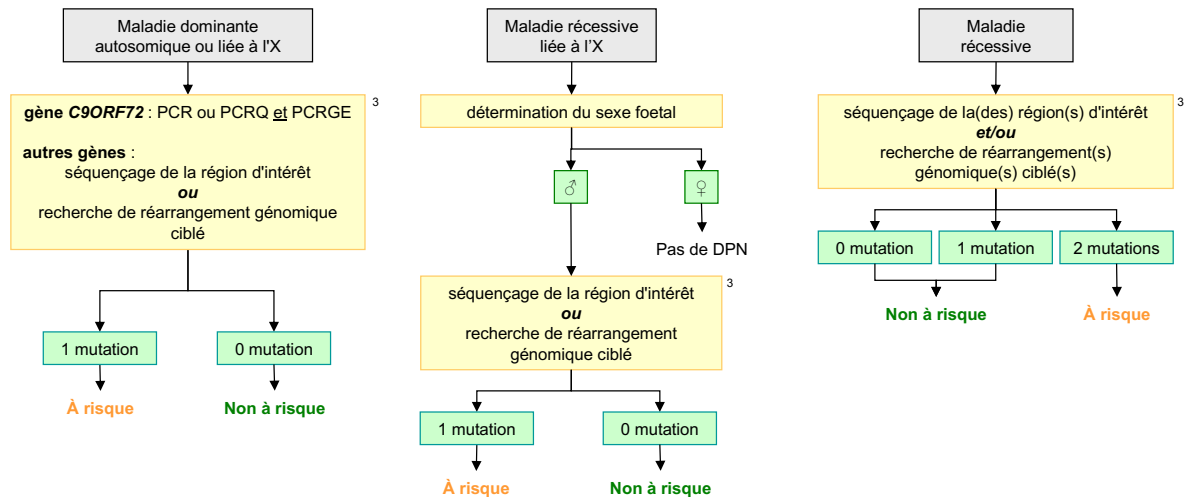 Maladie dominante
autosomique ou liée à l'X
gène C9ORF72 : PCR ou PCRQ et PCRGE
3
autres gènes :
séquençage de la région d'intérêt
ou
recherche de réarrangement génomique
ciblé
1 mutation
0 mutation
À risque
Non à risque
Maladie récessive
liée à l'X
détermination du sexe foetal
♂
♀
Pas de DPN
séquençage de la région d'intérêt
3
ou
recherche de réarrangement
génomique ciblé
1 mutation
0 mutation
À risque
Non à risque
Maladie
récessive
séquençage de la(des) région(s) d'intérêt
3
et/ou
recherche de réarrangement(s)
génomique(s) ciblé(s)
0 mutation
1 mutation
2 mutations
Non à risque
À risque